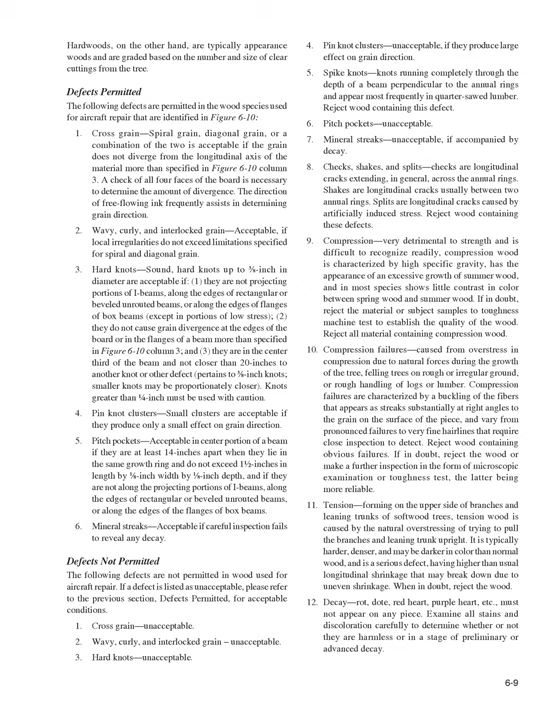 Hardwoods, on the other hand, are typically appearance
woods and are graded based on the number and size of clear
cuttings from the tree.
Defects Permitted
The following defects are permitted in the wood species used
for aircraft repair that are identified in Figure 6-10:
1. Cross grain—Spiral grain, diagonal grain, or a
combination of the two is acceptable if the grain
does not diverge from the longitudinal axis of the
material more than specified in Figure 6-10 column
3. A check of all four faces of the board is necessary
to determine the amount of divergence. The direction
of free-flowing ink frequently assists in determining
grain direction.
2. Wavy, curly, and interlocked grain—Acceptable, if
local irregularities do not exceed limitations specified
for spiral and diagonal grain.
3. Hard knots—Sound, hard knots up to ⅜-inch in
diameter are acceptable if: (1) they are not projecting
portions of I-beams, along the edges of rectangular or
beveled unrouted beams, or along the edges of flanges
of box beams (except in portions of low stress); (2)
they do not cause grain divergence at the edges of the
board or in the flanges of a beam more than specified
in Figure 6-10 column 3; and (3) they are in the center
third of the beam and not closer than 20-inches to
another knot or other defect (pertains to ⅜-inch knots;
smaller knots may be proportionately closer). Knots
greater than ¼-inch must be used with caution.
4. Pin knot clusters—Small clusters are acceptable if
they produce only a small effect on grain direction.
5. Pitch pockets—Acceptable in center portion of a beam
if they are at least 14-inches apart when they lie in
the same growth ring and do not exceed 1½-inches in
length by ⅛-inch width by ⅛-inch depth, and if they
are not along the projecting portions of I-beams, along
the edges of rectangular or beveled unrouted beams,
or along the edges of the flanges of box beams.
6. Mineral streaks—Acceptable if careful inspection fails
to reveal any decay.
Defects Not Permitted
The following defects are not permitted in wood used for
aircraft repair. If a defect is listed as unacceptable, please refer
to the previous section, Defects Permitted, for acceptable
conditions.
1. Cross grain—unacceptable.
2. Wavy, curly, and interlocked grain – unacceptable.
3. Hard knots—unacceptable.
4. Pin knot clusters—unacceptable, if they produce large
effect on grain direction.
5. Spike knots—knots running completely through the
depth of a beam perpendicular to the annual rings
and appear most frequently in quarter-sawed lumber.
Reject wood containing this defect.
6. Pitch pockets—unacceptable.
7. Mineral streaks—unacceptable, if accompanied by
decay.
8. Checks, shakes, and splits—checks are longitudinal
cracks extending, in general, across the annual rings.
Shakes are longitudinal cracks usually between two
annual rings. Splits are longitudinal cracks caused by
artificially induced stress. Reject wood containing
these defects.
9. Compression—very detrimental to strength and is
difficult to recognize readily, compression wood
is characterized by high specific gravity, has the
appearance of an excessive growth of summer wood,
and in most species shows little contrast in color
between spring wood and summer wood. If in doubt,
reject the material or subject samples to toughness
machine test to establish the quality of the wood.
Reject all material containing compression wood.
10. Compression failures—caused from overstress in
compression due to natural forces during the growth
of the tree, felling trees on rough or irregular ground,
or rough handling of logs or lumber. Compression
failures are characterized by a buckling of the fibers
that appears as streaks substantially at right angles to
the grain on the surface of the piece, and vary from
pronounced failures to very fine hairlines that require
close inspection to detect. Reject wood containing
obvious failures. If in doubt, reject the wood or
make a further inspection in the form of microscopic
examination or toughness test, the latter being
more reliable.
11. Tension—forming on the upper side of branches and
leaning trunks of softwood trees, tension wood is
caused by the natural overstressing of trying to pull
the branches and leaning trunk upright. It is typically
harder, denser, and may be darker in color than normal
wood, and is a serious defect, having higher than usual
longitudinal shrinkage that may break down due to
uneven shrinkage. When in doubt, reject the wood.
12. Decay—rot, dote, red heart, purple heart, etc., must
not appear on any piece. Examine all stains and
discoloration carefully to determine whether or not
they are harmless or in a stage of preliminary or
advanced decay.
6-9